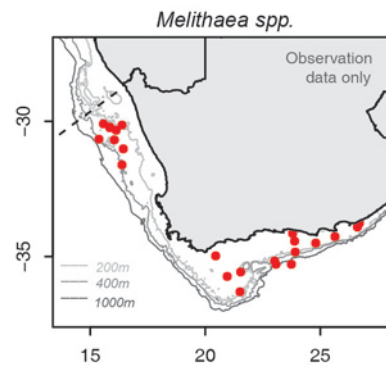 Melithaea spp.
Observation
data only
−30
−35
200m
400m
1000m
15
20
25